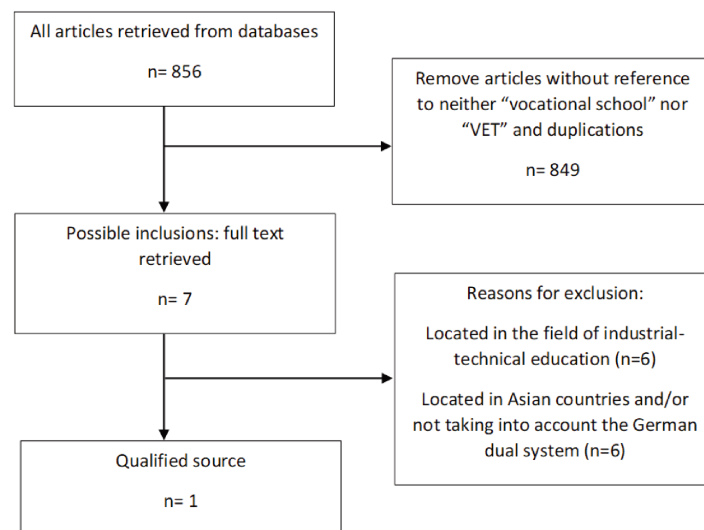 All articles retrieved from databases
n= 856
Remove articles without reference
to neither “vocational school” nor
“VET” and duplications
n= 849
Possible inclusions: full text
retrieved
n= 7
Reasons for exclusion:
Located in the field of industrial-
technical education (n=6)
Located in Asian countries and/or
not taking into account the German
dual system (n=6)
Qualified source
n= 1